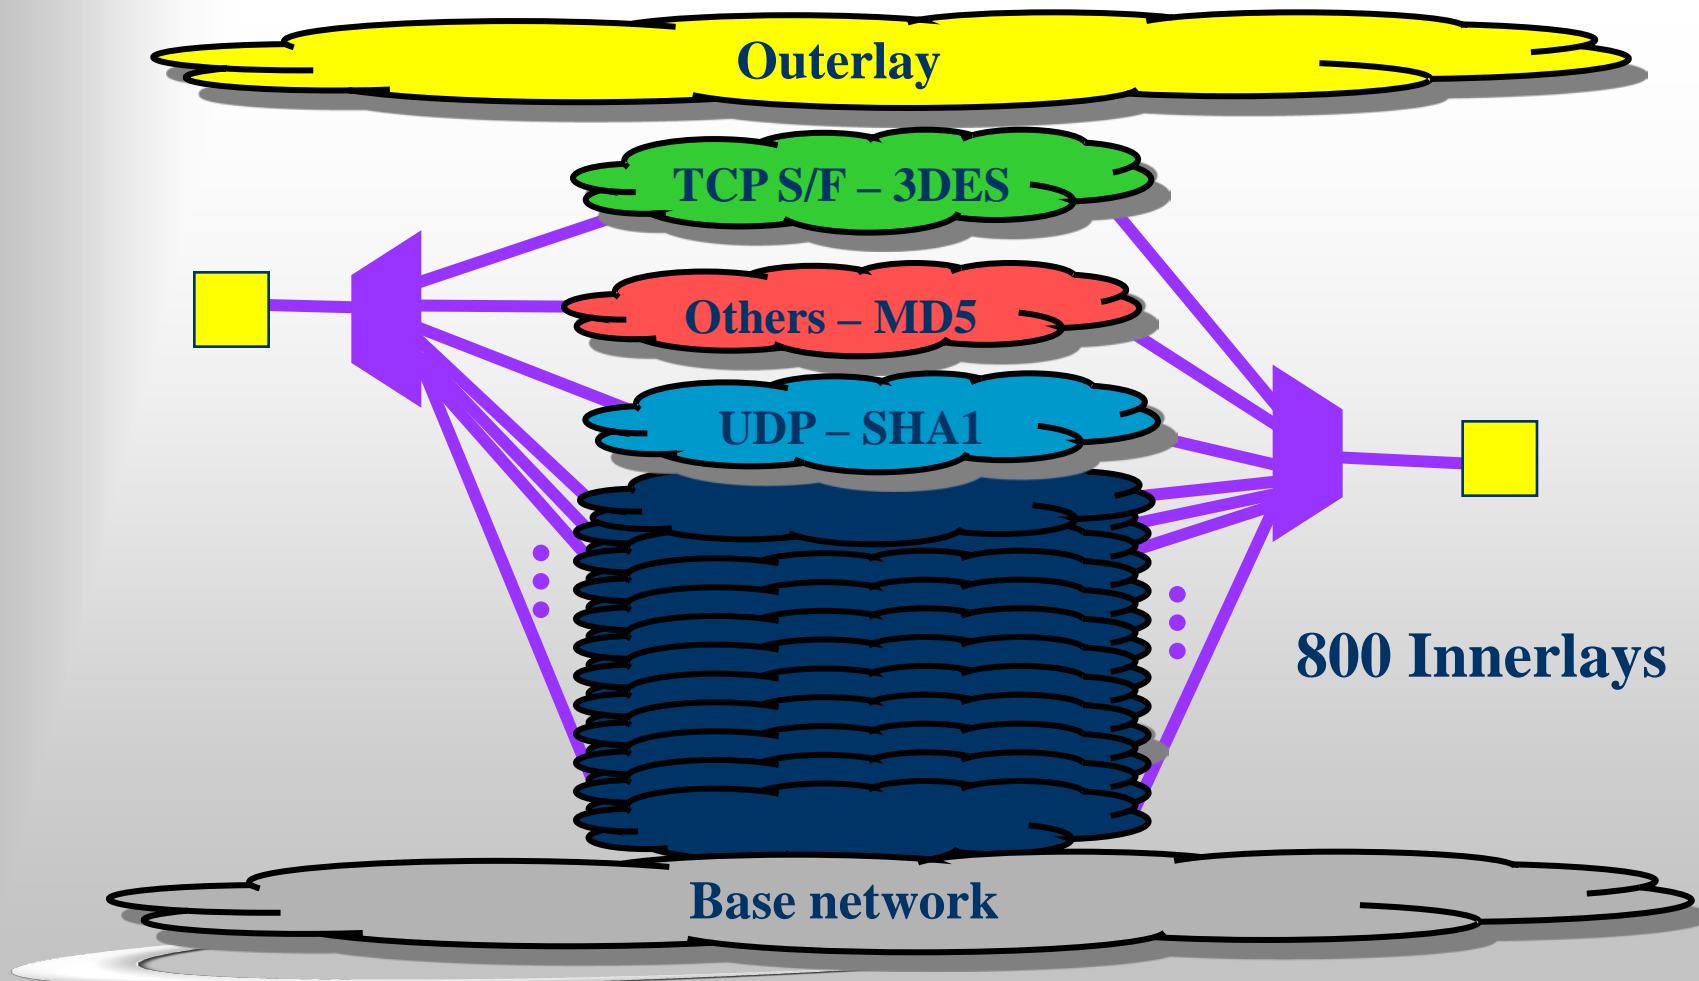 Outerlay
TCP S/F – 3DES
Others – MD5
UDP – SHA1
800 Innerlays
Base network